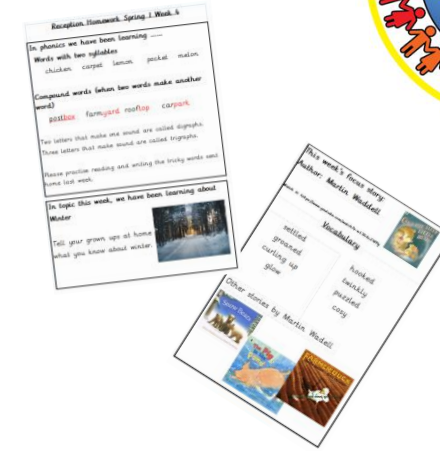 Reception Homework Spring 1 Week 6
In phonics we have been learning ....
Words with two syllables
chicken carpet lemon pocket melon
Compound words (when two words make another
word)
postbox farmyard rooftop carpark
Two letters that make one sound are called digraphs.
Three letters that make sound are called trigraphs.
Please practise reading and writing the tricky words sent
home last week.
In topic this week, we have been learning about
Winter
Tell your grown ups at home
what you know about winter.
This week's focus story:
Author: Martin Waddell
Vocabulary
settled
groaned
curling up
glow
hooked
twinkly
puzzled
cosy
Other stories by Martin Wadell